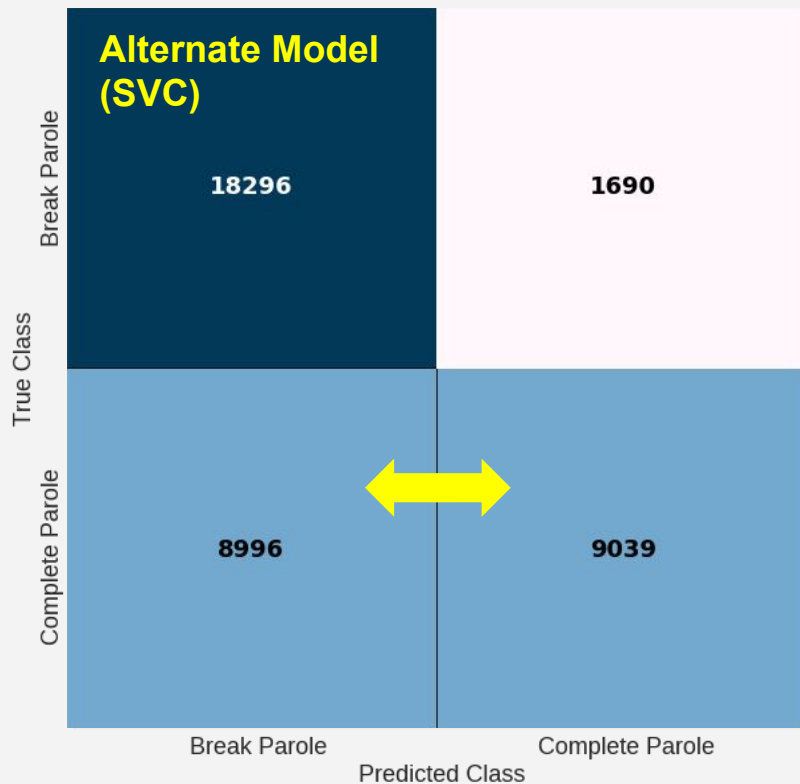 Alternate Model
(SVC)
Break Parole
18296
1690
True Class
Complete Parole
8996
9039
Break Parole
Complete Parole
Predicted Class